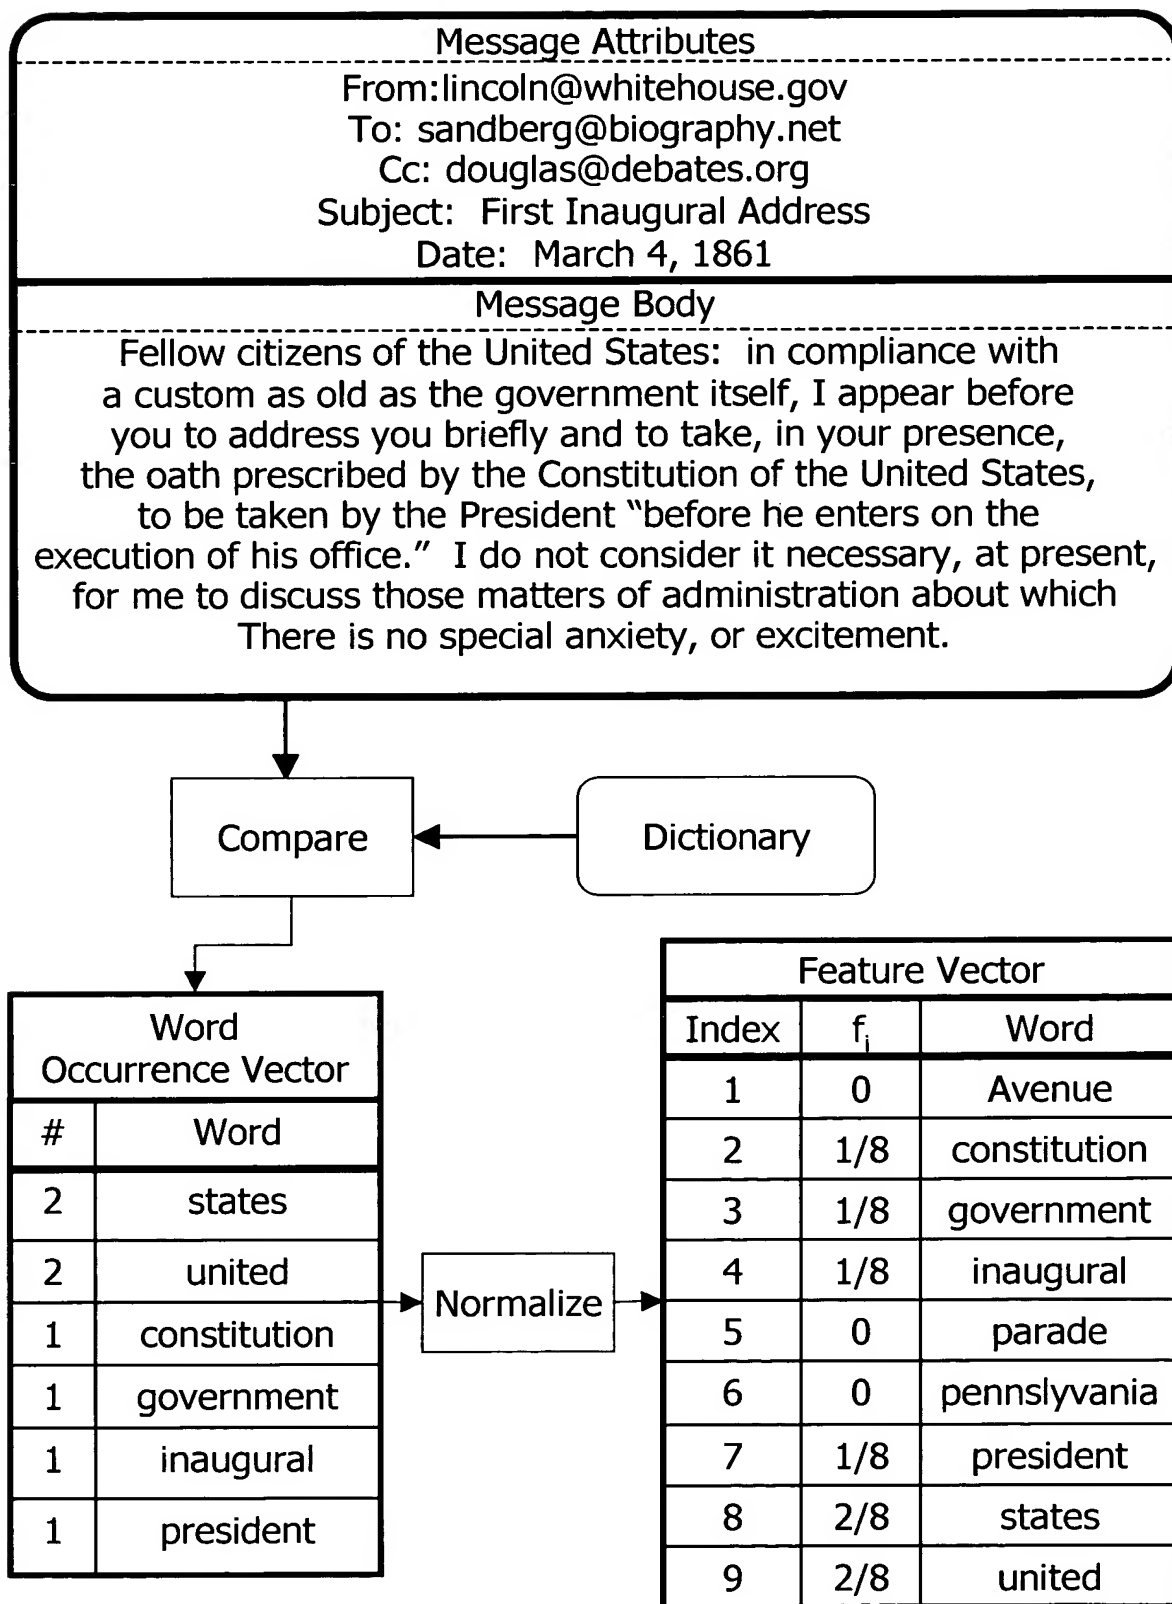 Message Attributes
From:lincoln@whitehouse.gov
To: sandberg@biography.net
Cc: douglas@debates.org
Subject: First Inaugural Address
Date: March 4, 1861
Message Body
Fellow citizens of the United States: in compliance with
a custom as old as the government itself, I appear before
you to address you briefly and to take, in your presence,
the oath prescribed by the Constitution of the United States,
to be taken by the President “before he enters on the
execution of his office.” I do not consider it necessary, at present,
for me to discuss those matters of administration about which
There is no special anxiety, or excitement.
Compare
Dictionary
Word
Occurrence Vector
# Word
2 states
2 united
1 constitution
1 government
1 inaugural
1 president
Normalize
Feature Vector
Index fi Word
1 0 Avenue
2 1/8 constitution
3 1/8 government
4 1/8 inaugural
5 0 parade
6 0 pennslyvania
7 1/8 president
8 2/8 states
9 2/8 united